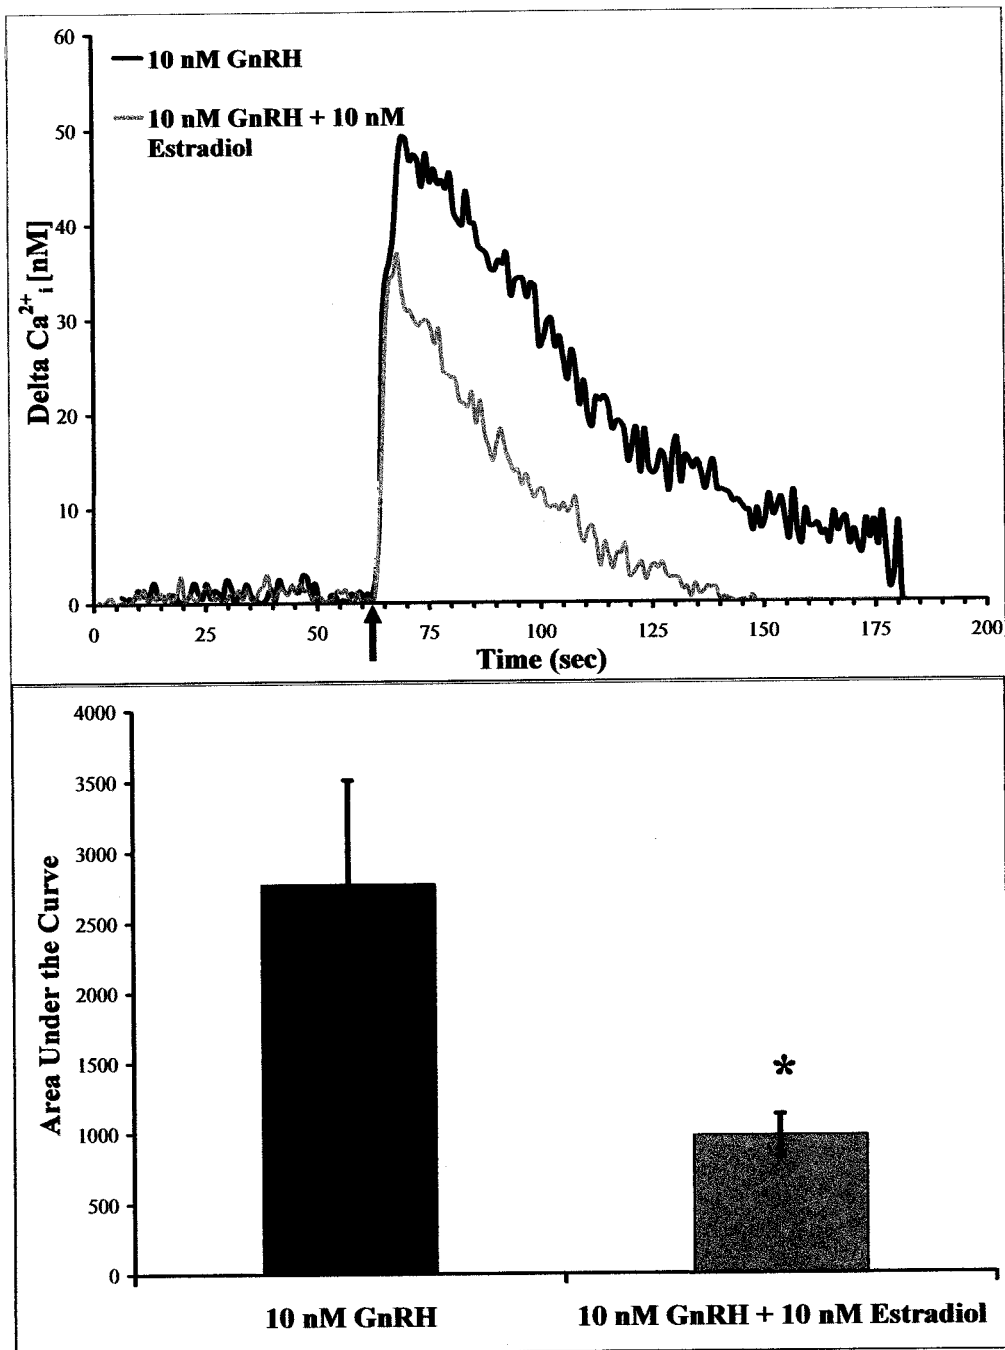 60
50
40
30
20
10
0
Delta Ca2+i [nM]
10 nM GnRH
10 nM GnRH + 10 nM
Estradiol
0 25 50 75 100 125 150 175 200
Time (sec)
4000
3500
3000
2500
2000
1500
1000
500
0
Area Under the Curve
*
10 nM GnRH 10 nM GnRH + 10 nM Estradiol